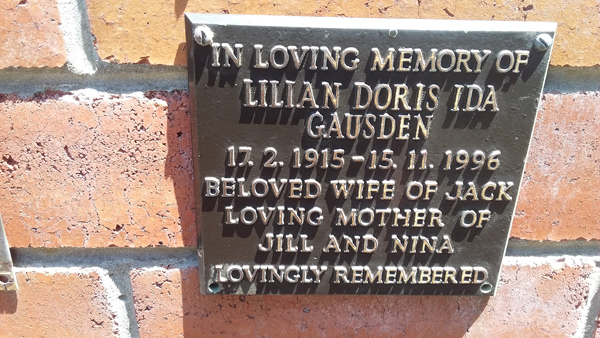 IN LOVING MEMORY OF
LILIAN DORIS IDA
GAUSDEN
17. 2. 1915 - 15. 11. 1996
BELOVED WIFE OF JACK
LOVING MOTHER OF
JILL AND NINA
LOVINGLY REMEMBERED